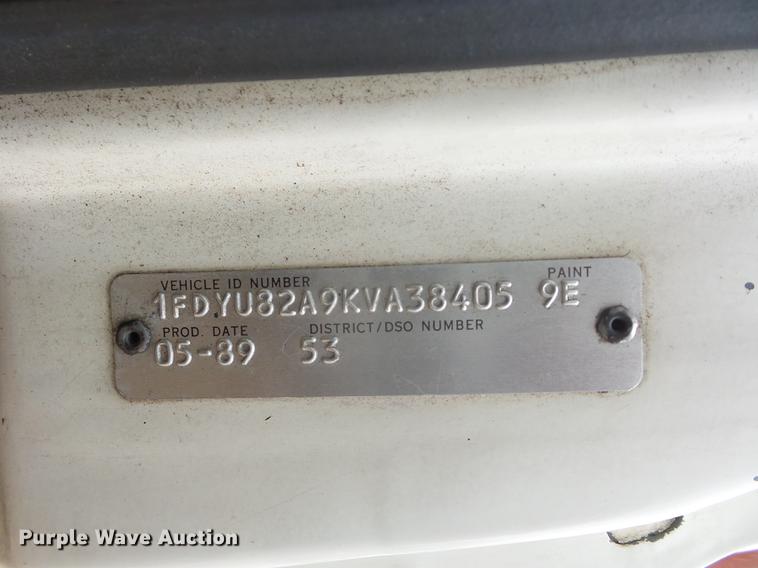 VEHICLE ID NUMBER PAINT
1FDYU82A9KVA38405 9E
PROD. DATE DISTRICT/DSO NUMBER
05-89 53
Purple Wave Auction